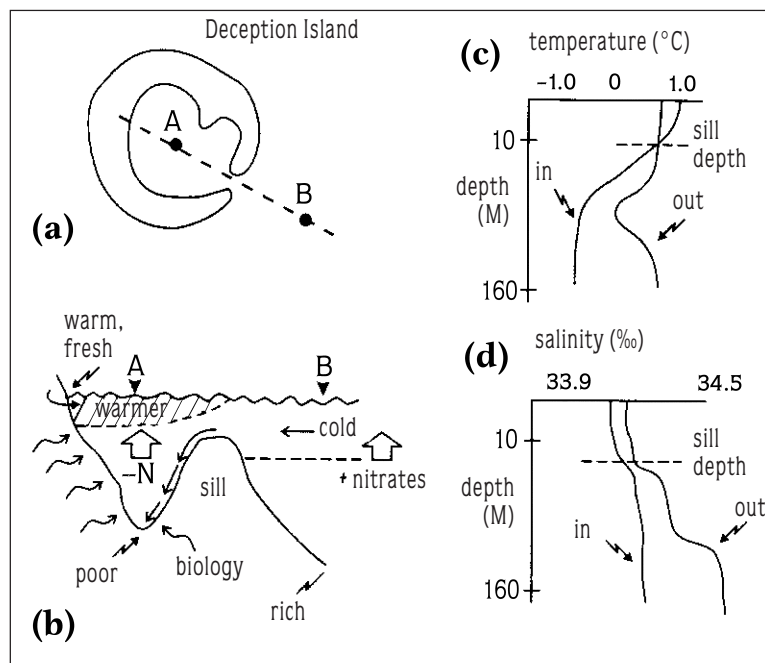 Deception Island
A
B
(a)
warm,
fresh
A
B
warmer
cold
–N
sill
+ nitrates
poor
biology
rich
(b)
(c)
temperature (°C)
–1.0 0 1.0
10
sill
depth
in
depth
(M)
out
160
(d)
salinity (‰)
33.9 34.5
10
sill
depth
depth
(M)
in
out
160